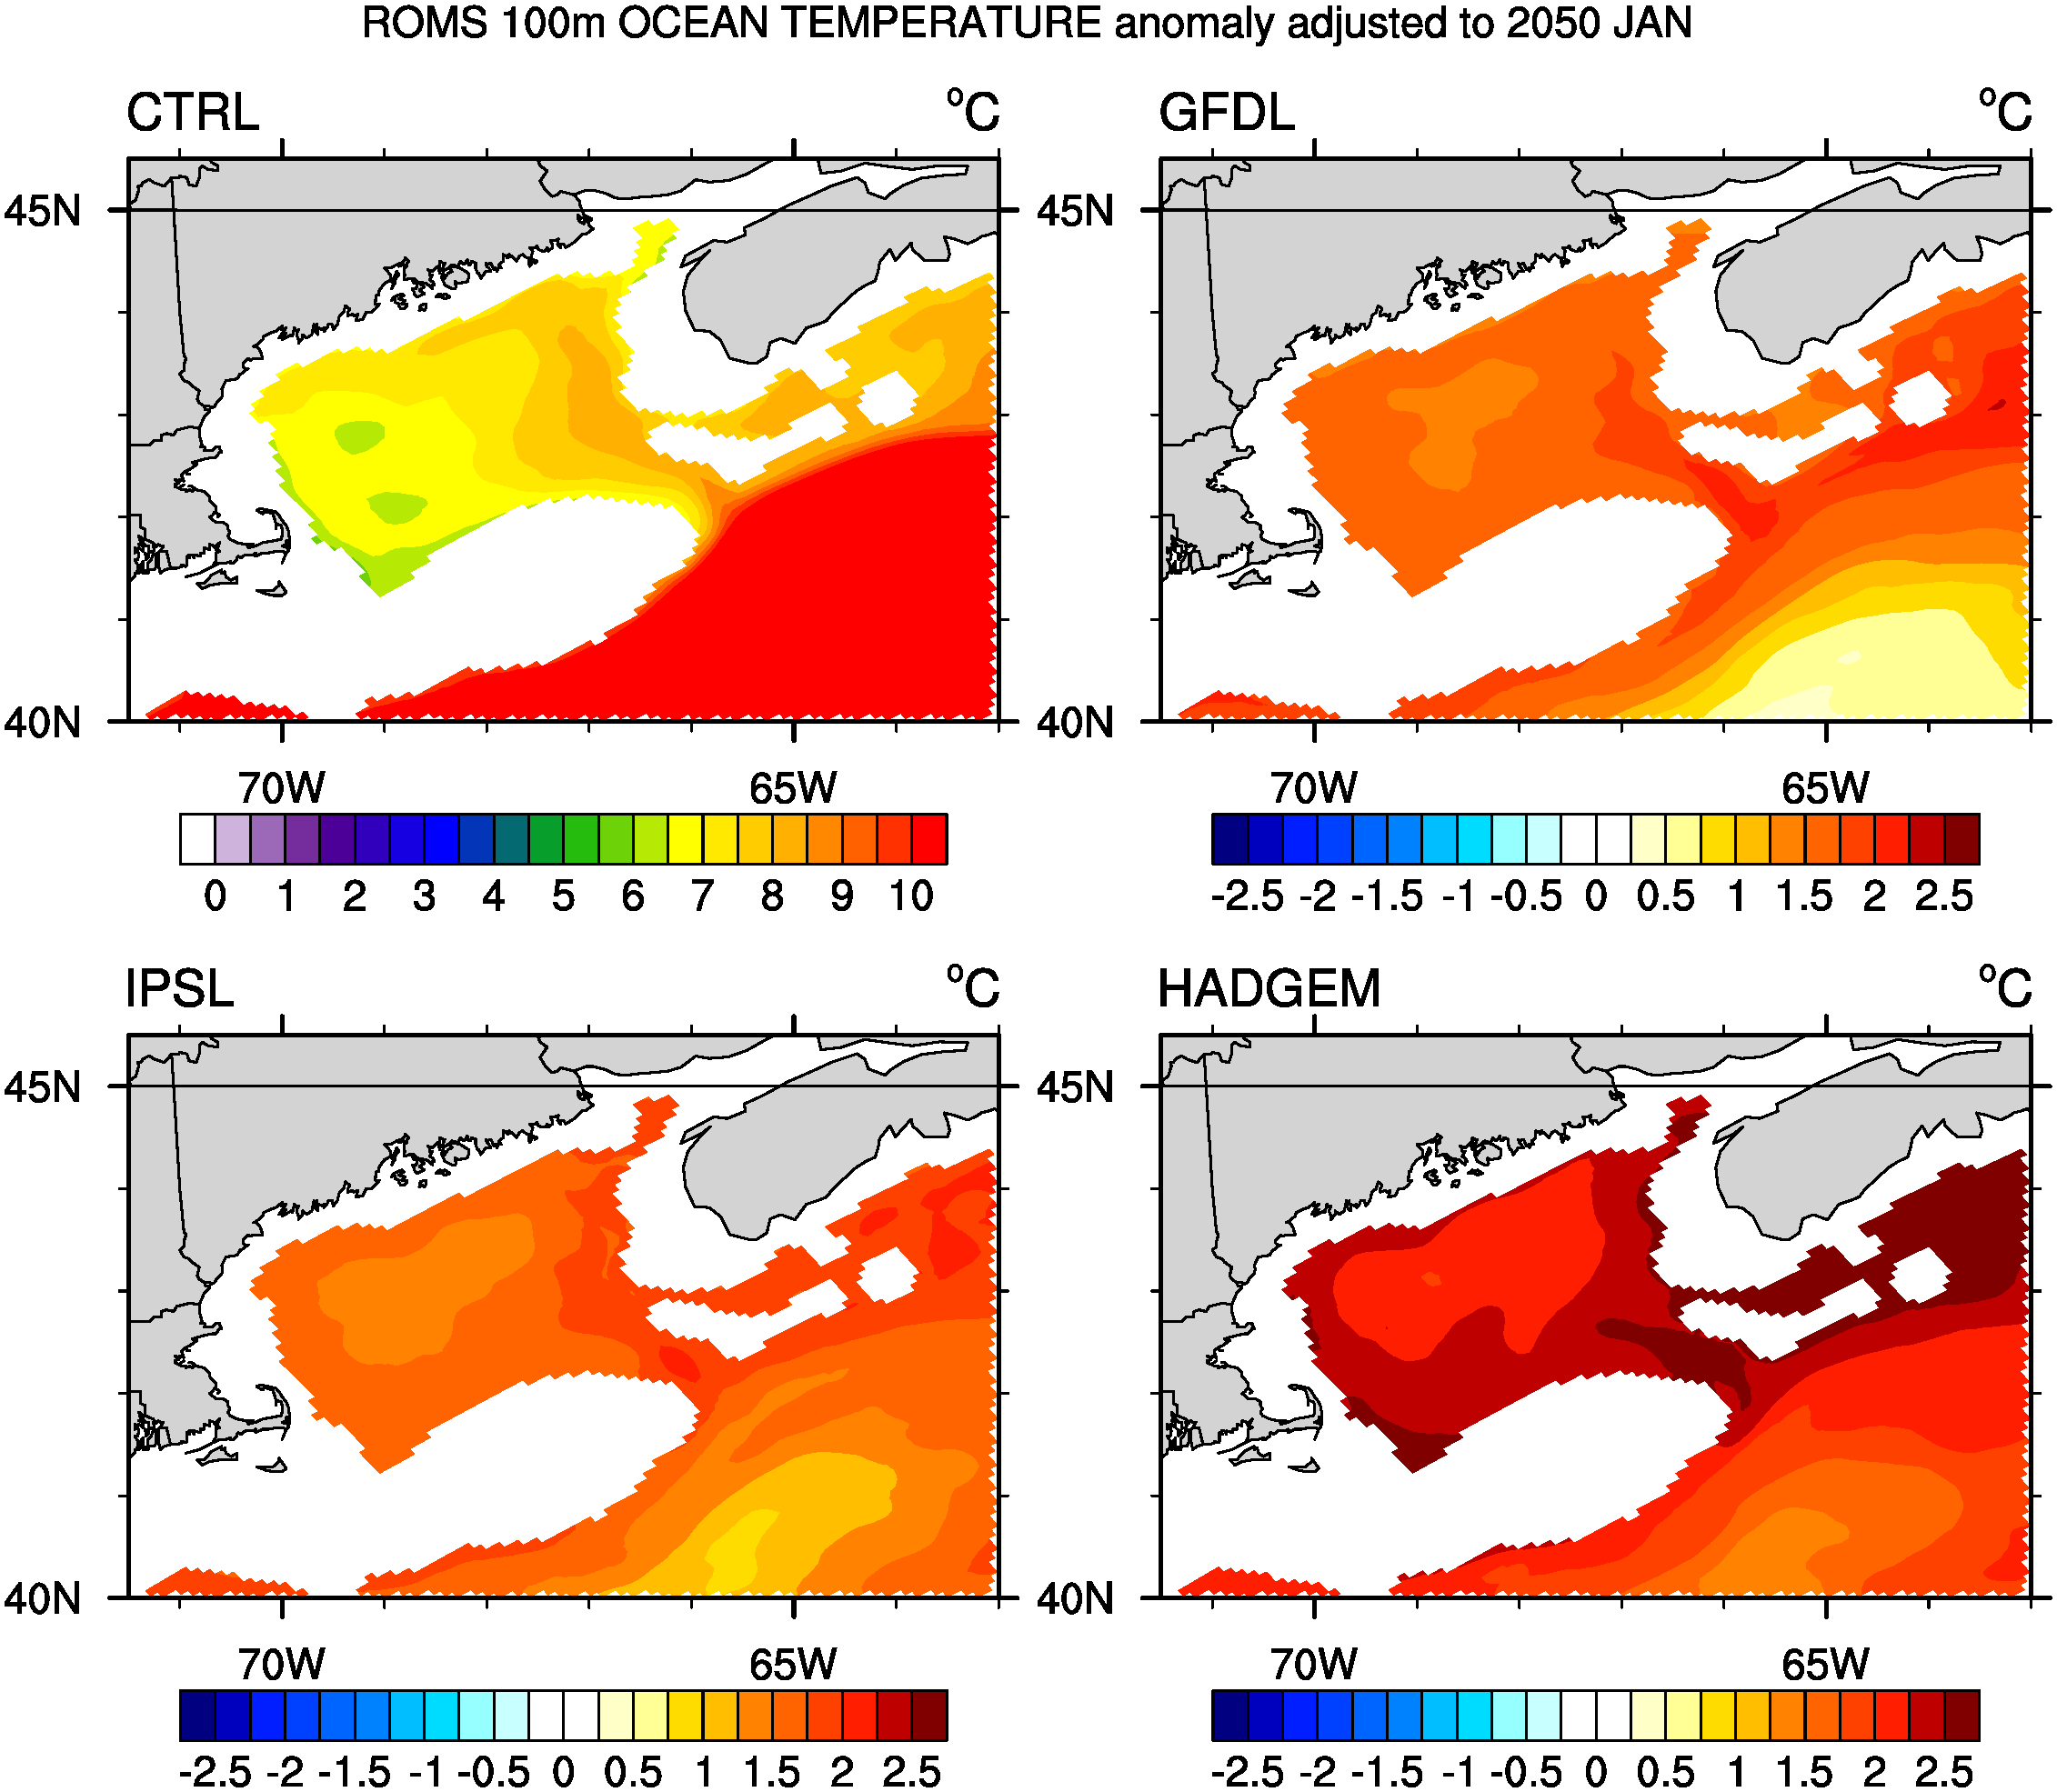 ROMS 100m OCEAN TEMPERATURE anomaly adjusted to 2050 JAN
CTRL °C GFDL °C
45N 45N
40N 40N
70W 65W 70W 65W
0 1 2 3 4 5 6 7 8 9 10 -2.5 -2 -1.5 -1 -0.5 0 0.5 1 1.5 2 2.5
IPSL °C HADGEM °C
45N 45N
40N 40N
70W 65W 70W 65W
-2.5 -2 -1.5 -1 -0.5 0 0.5 1 1.5 2 2.5 -2.5 -2 -1.5 -1 -0.5 0 0.5 1 1.5 2 2.5